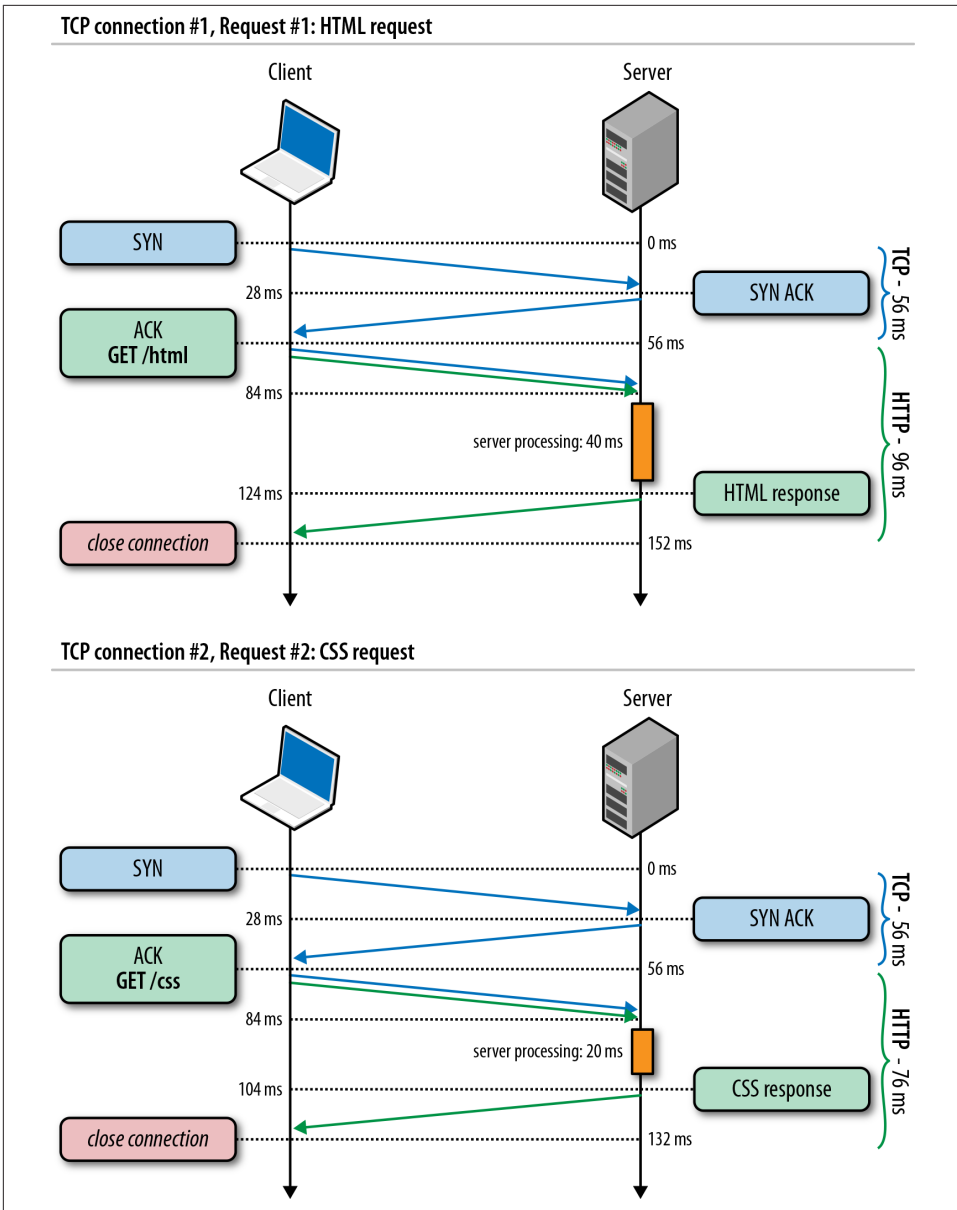 TCP connection #1, Request #1: HTML request
Client
Server
SYN
0 ms
28 ms
SYN ACK
TCP - 56 ms
ACK
GET /html
56 ms
84 ms
server processing: 40 ms
HTTP - 96 ms
124 ms
HTML response
close connection
152 ms
TCP connection #2, Request #2: CSS request
Client
Server
SYN
0 ms
28 ms
SYN ACK
TCP - 56 ms
ACK
GET /css
56 ms
84 ms
server processing: 20 ms
HTTP - 76 ms
104 ms
CSS response
close connection
132 ms